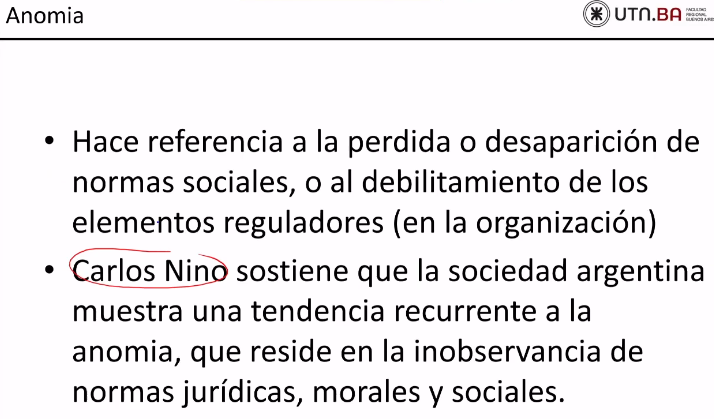 Anomia
UTN.BA
FACULTAD
REGIONAL
BUENOS AIRES
• Hace referencia a la perdida o desaparición de
normas sociales, o al debilitamiento de los
elementos reguladores (en la organización)
• Carlos Nino sostiene que la sociedad argentina
muestra una tendencia recurrente a la
anomia, que reside en la inobservancia de
normas jurídicas, morales y sociales.